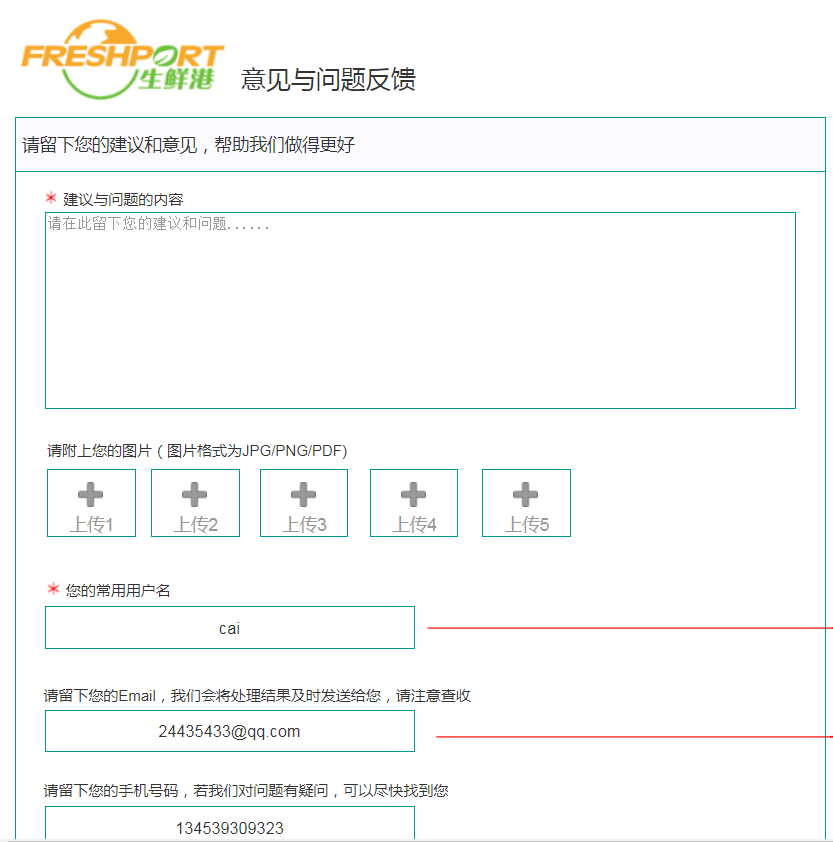 FRESHPORT
生鲜港
意见与问题反馈
请留下您的建议和意见，帮助我们做得更好
* 建议与问题的内容
请在此留下您的建议和问题......
请附上您的图片（图片格式为JPG/PNG/PDF)
上传1 上传2 上传3 上传4 上传5
* 您的常用用户名
cai
请留下您的Email，我们会将处理结果及时发送给您，请注意查收
24435433@qq.com
请留下您的手机号码，若我们对问题有疑问，可以尽快找到您
134539309323